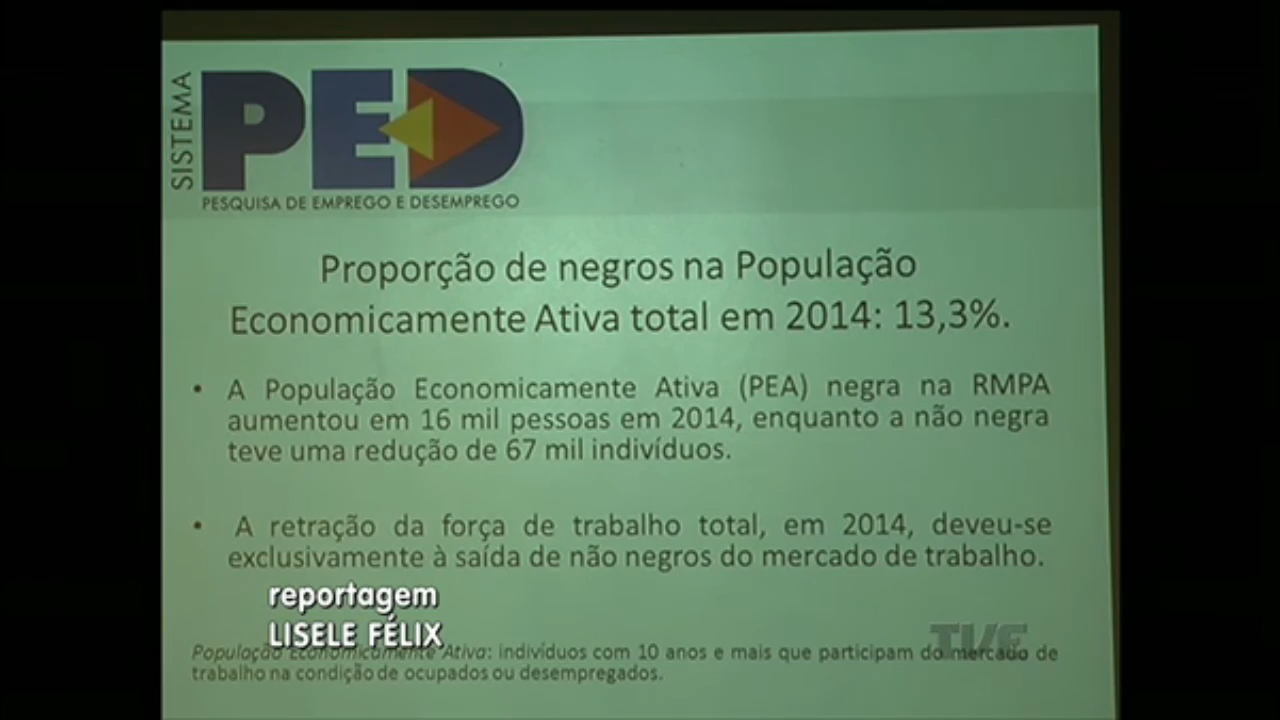 SISTEMA
PED
PESQUISA DE EMPREGO E DESEMPREGO
Proporção de negros na População
Economicamente Ativa total em 2014: 13,3%.
• A População Economicamente Ativa (PEA) negra na RMPA
aumentou em 16 mil pessoas em 2014, enquanto a não negra
teve uma redução de 67 mil indivíduos.
• A retração da força de trabalho total, em 2014, deveu-se
exclusivamente à saída de não negros do mercado de trabalho.
reportagem
LISELE FÉLIX
TVE
População Economicamente Ativa: indivíduos com 10 anos e mais que participam do mercado de
trabalho na condição de ocupados ou desempregados.